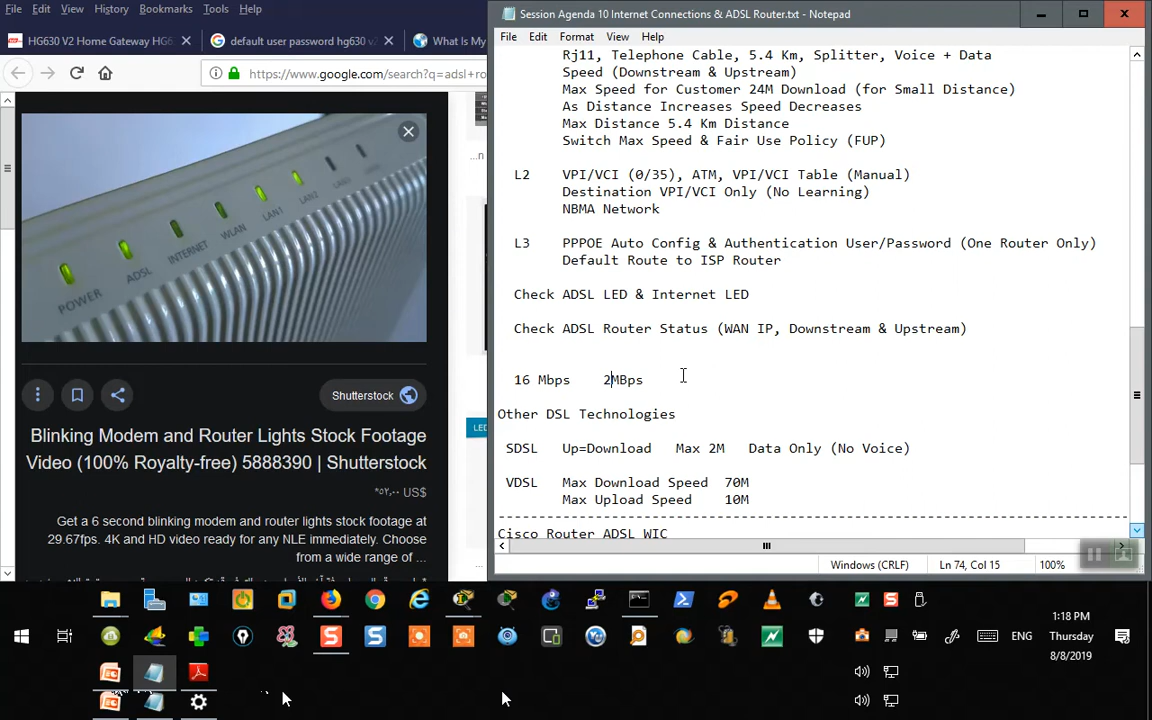 File
View
History
Bookmarks
Tools
Help
HG630 V2 Home Gateway HG6
default user password hg630 v
What Is My
https://www.google.com/search?q=adsl+ro
POWER
ADSL
INTERNET
WLAN
LAN1
LAN2
Shutterstock
Blinking Modem and Router Lights Stock Footage
Video (100% Royalty-free) 5888390 | Shutterstock
*٥٢,٠٠ US$
Get a 6 second blinking modem and router lights stock footage at
29.67fps. 4K and HD video ready for any NLE immediately. Choose
from a wide range of ...
...n
LED
Session Agenda 10 Internet Connections & ADSL Router.txt - Notepad
File Edit Format View Help
Rj11, Telephone Cable, 5.4 Km, Splitter, Voice + Data
Speed (Downstream & Upstream)
Max Speed for Customer 24M Download (for Small Distance)
As Distance Increases Speed Decreases
Max Distance 5.4 Km Distance
Switch Max Speed & Fair Use Policy (FUP)
L2 VPI/VCI (0/35), ATM, VPI/VCI Table (Manual)
Destination VPI/VCI Only (No Learning)
NBMA Network
L3 PPPOE Auto Config & Authentication User/Password (One Router Only)
Default Route to ISP Router
Check ADSL LED & Internet LED
Check ADSL Router Status (WAN IP, Downstream & Upstream)
16 Mbps 2MBps
Other DSL Technologies
SDSL Up=Download Max 2M Data Only (No Voice)
VDSL Max Download Speed 70M
Max Upload Speed 10M
--------------------------------------------------------------------------------
Cisco Router ADSL WIC
Windows (CRLF) Ln 74, Col 15 100%
ENG
1:18 PM
Thursday
8/8/2019